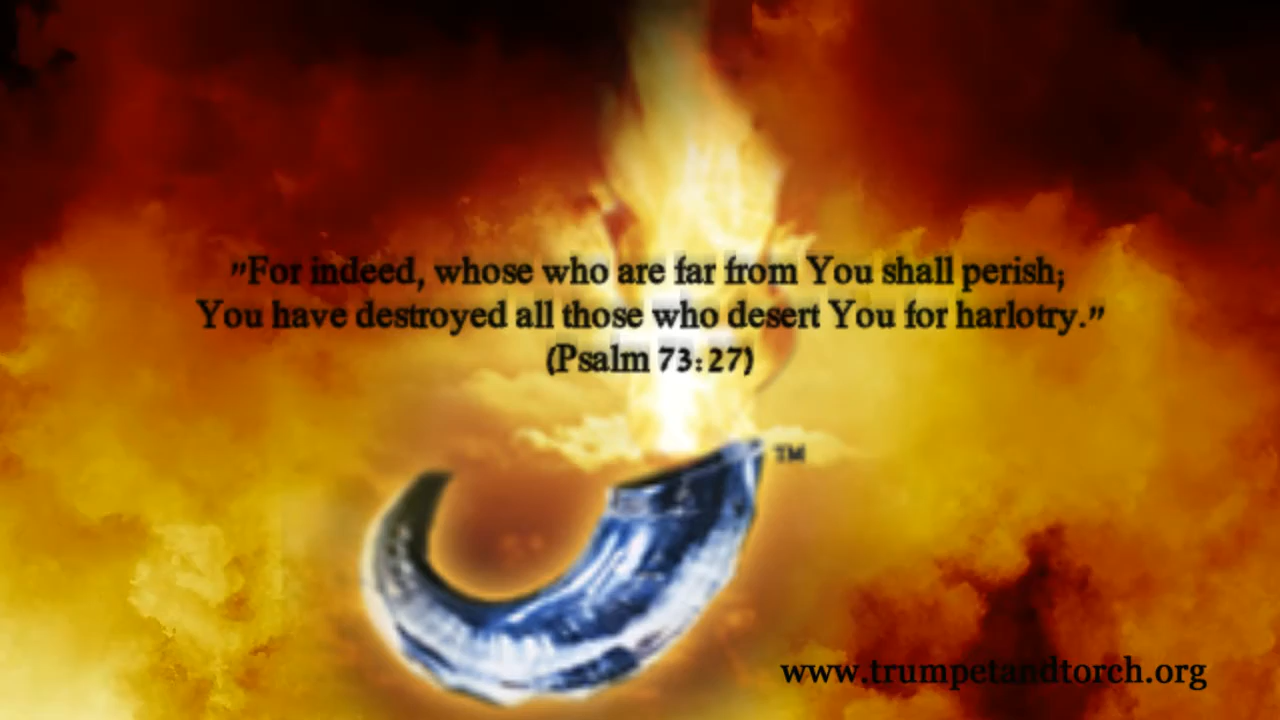 "For indeed, whose who are far from You shall perish;
You have destroyed all those who desert You for harlotry."
(Psalm 73:27)
TM
www.trumpetandtorch.org